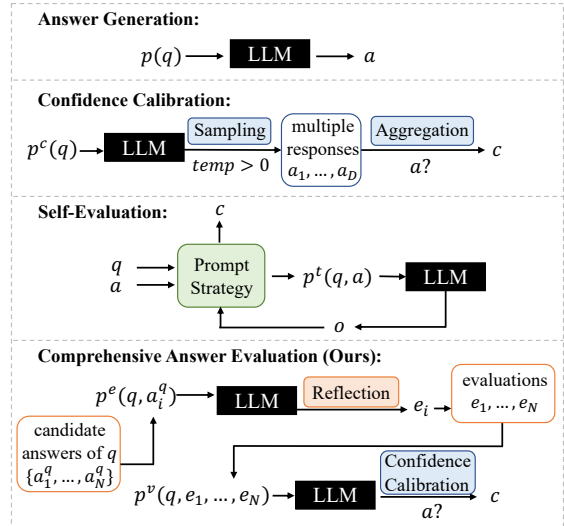 Answer Generation:
p(q) LLM a
Confidence Calibration:
p^c(q) LLM Sampling temp > 0 multiple responses a_1, ..., a_D Aggregation a? c
Self-Evaluation:
c
q
a
Prompt
Strategy
p^t(q, a) LLM
o
Comprehensive Answer Evaluation (Ours):
p^e(q, a_i^q) LLM Reflection e_i
evaluations
e_1, ..., e_N
candidate
answers of q
{a_1^q, ..., a_N^q}
p^v(q, e_1, ..., e_N) LLM
Confidence
Calibration
a?
c